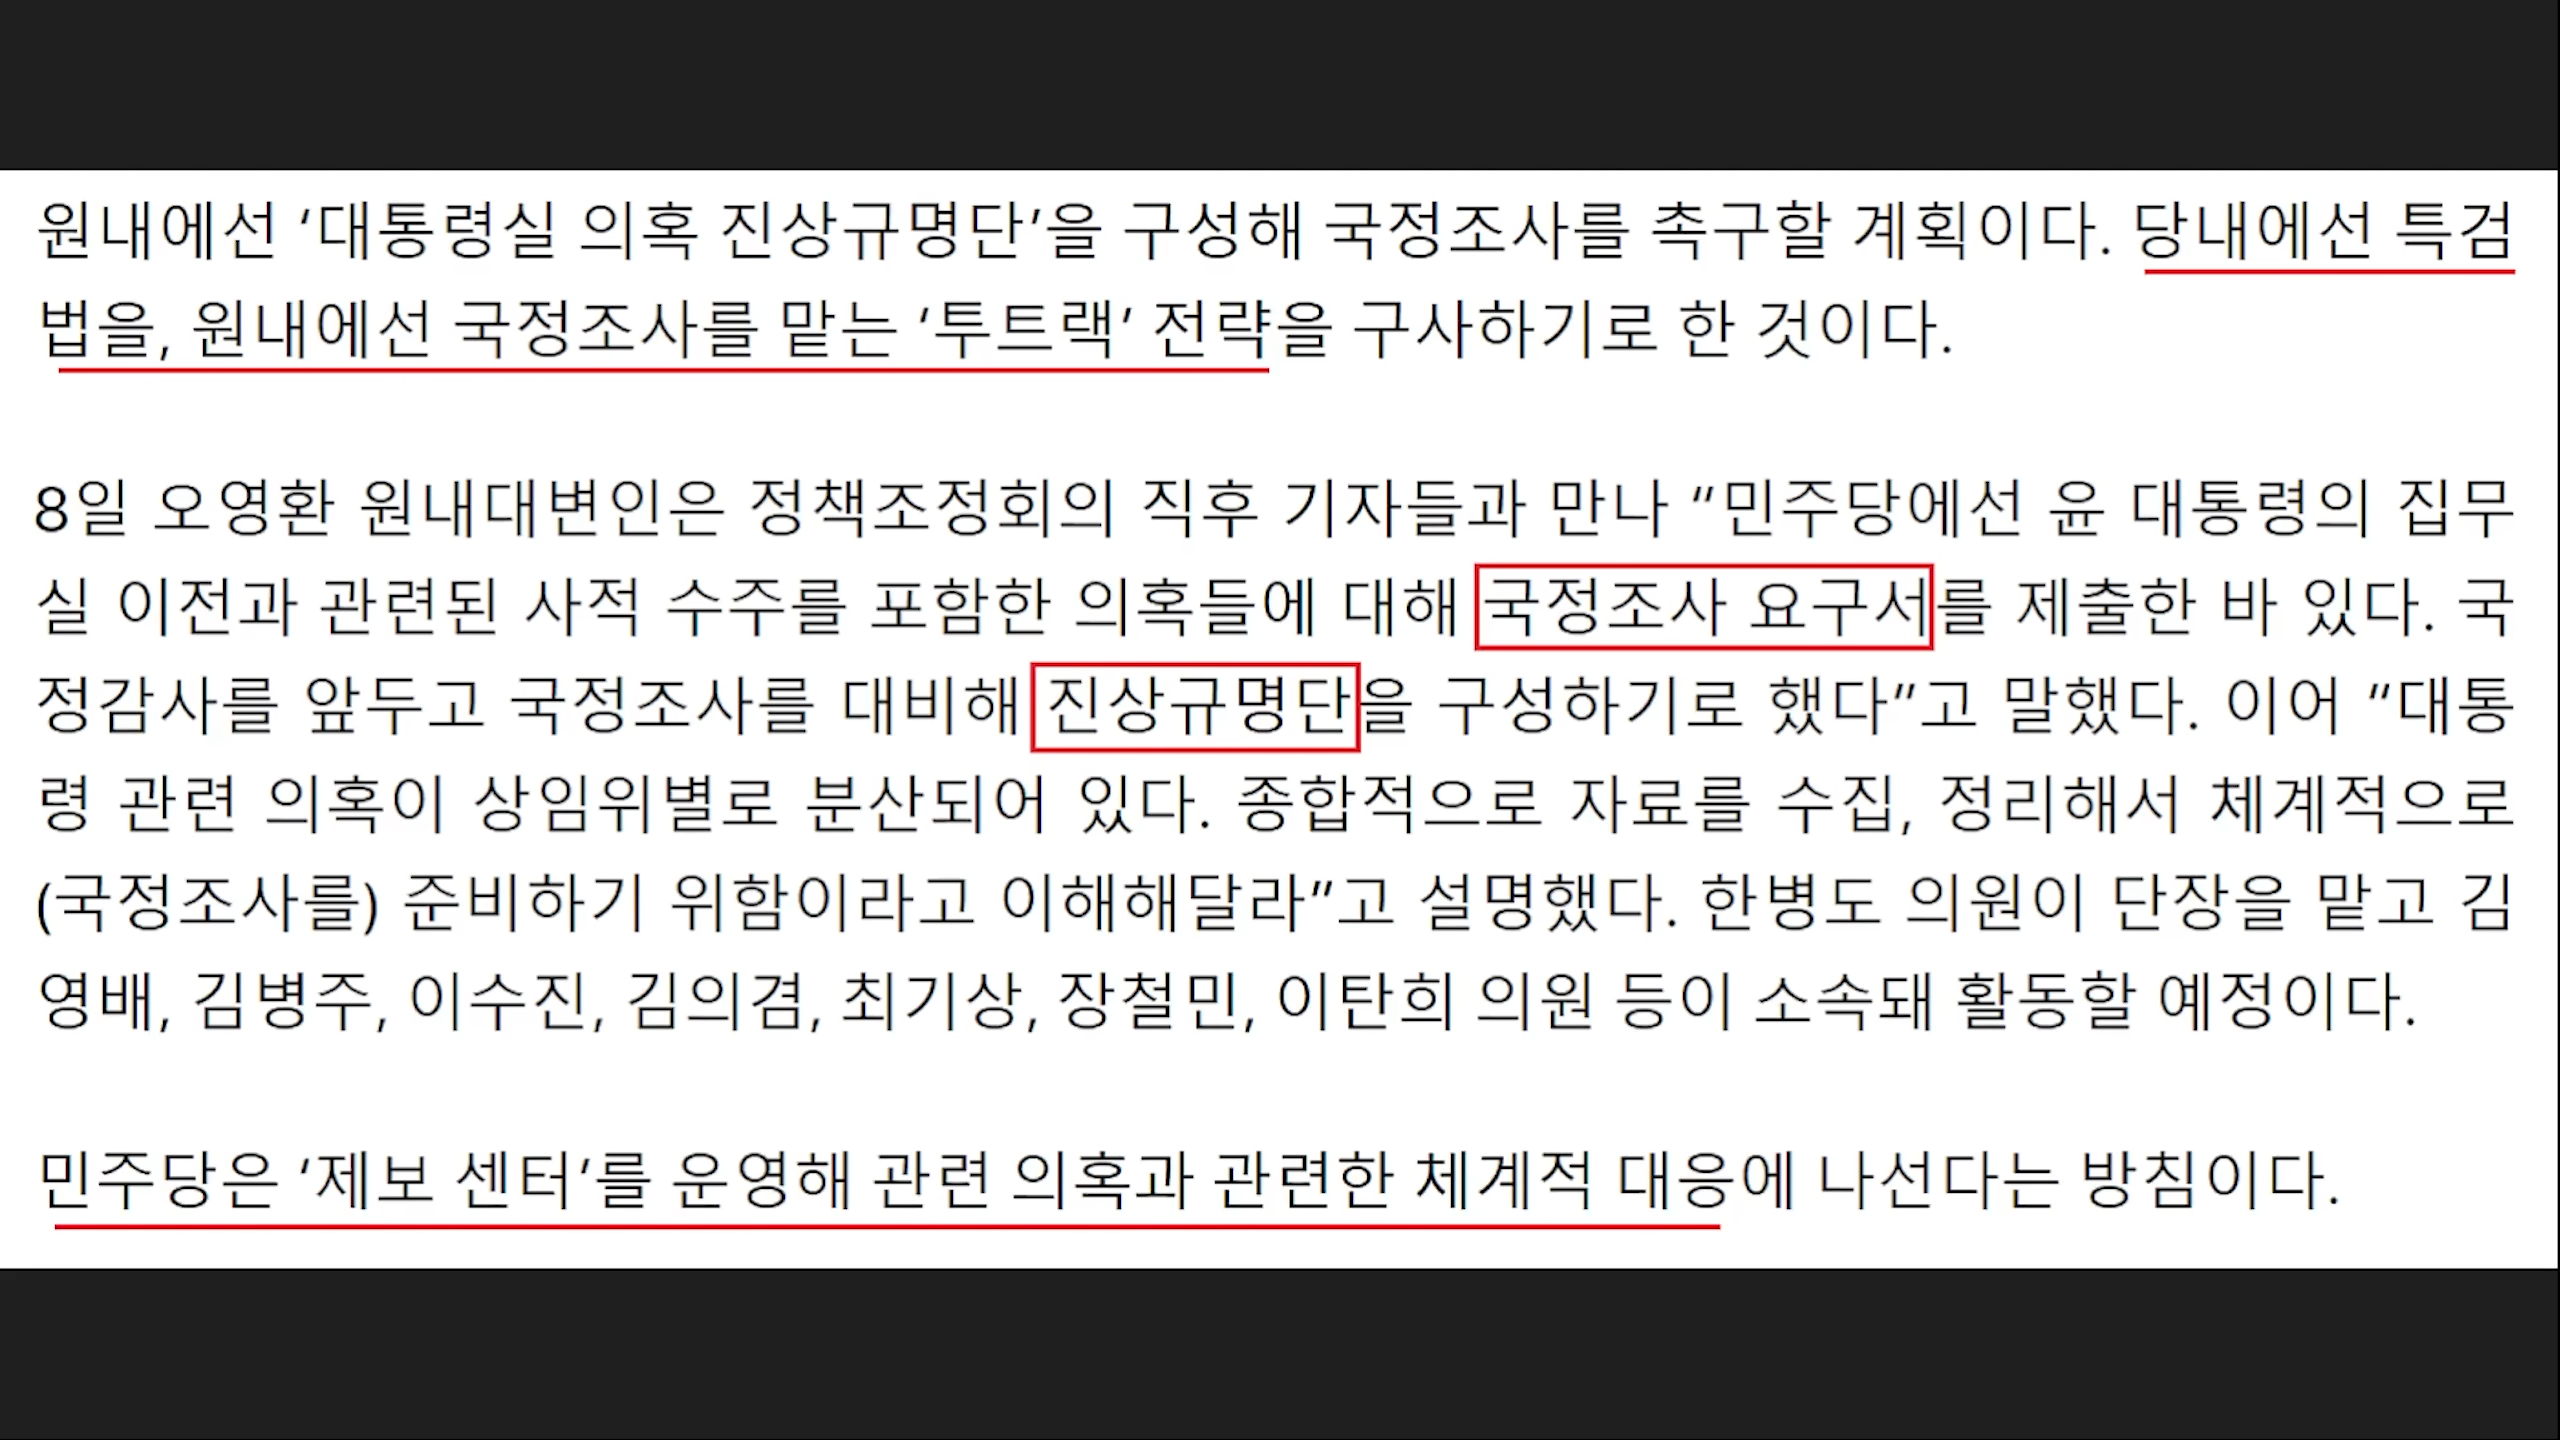 원내에선 ‘대통령실 의혹 진상규명단’을 구성해 국정조사를 촉구할 계획이다. 당내에선 특검
법을, 원내에선 국정조사를 맡는 ‘투트랙’ 전략을 구사하기로 한 것이다.
8일 오영환 원내대변인은 정책조정회의 직후 기자들과 만나 “민주당에선 윤 대통령의 집무
실 이전과 관련된 사적 수주를 포함한 의혹들에 대해 국정조사 요구서를 제출한 바 있다. 국
정감사를 앞두고 국정조사를 대비해 진상규명단을 구성하기로 했다”고 말했다. 이어 “대통
령 관련 의혹이 상임위별로 분산되어 있다. 종합적으로 자료를 수집, 정리해서 체계적으로
(국정조사를) 준비하기 위함이라고 이해해달라”고 설명했다. 한병도 의원이 단장을 맡고 김
영배, 김병주, 이수진, 김의겸, 최기상, 장철민, 이탄희 의원 등이 소속돼 활동할 예정이다.
민주당은 ‘제보 센터’를 운영해 관련 의혹과 관련한 체계적 대응에 나선다는 방침이다.